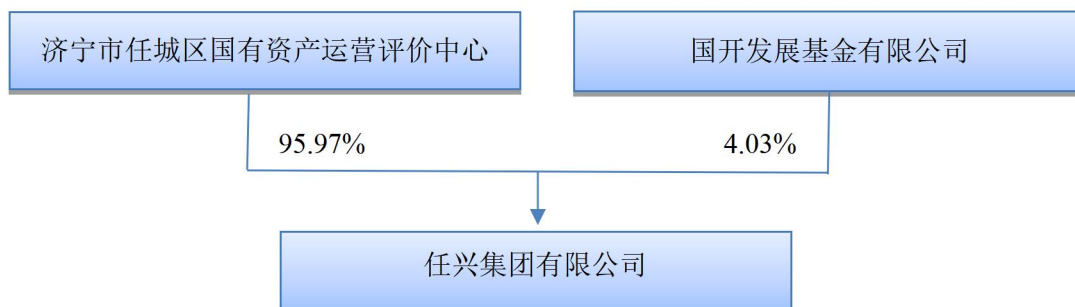 济宁市任城区国有资产运营评价中心
国开发展基金有限公司
95.97%
4.03%
任兴集团有限公司